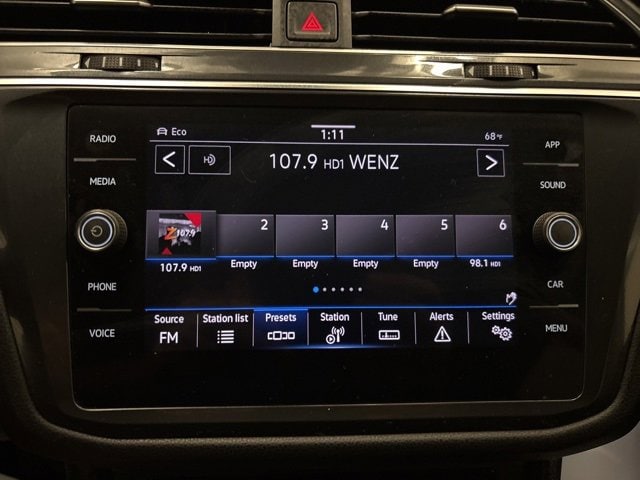 RADIO
MEDIA
PHONE
VOICE
Eco
1:11
68°F
107.9 HD1 WENZ
Z 107.9
2
3
4
5
6
107.9 HD1
Empty
Empty
Empty
Empty
98.1 HD1
Source
FM
Station list
Presets
Station
Tune
Alerts
Settings
APP
SOUND
CAR
MENU